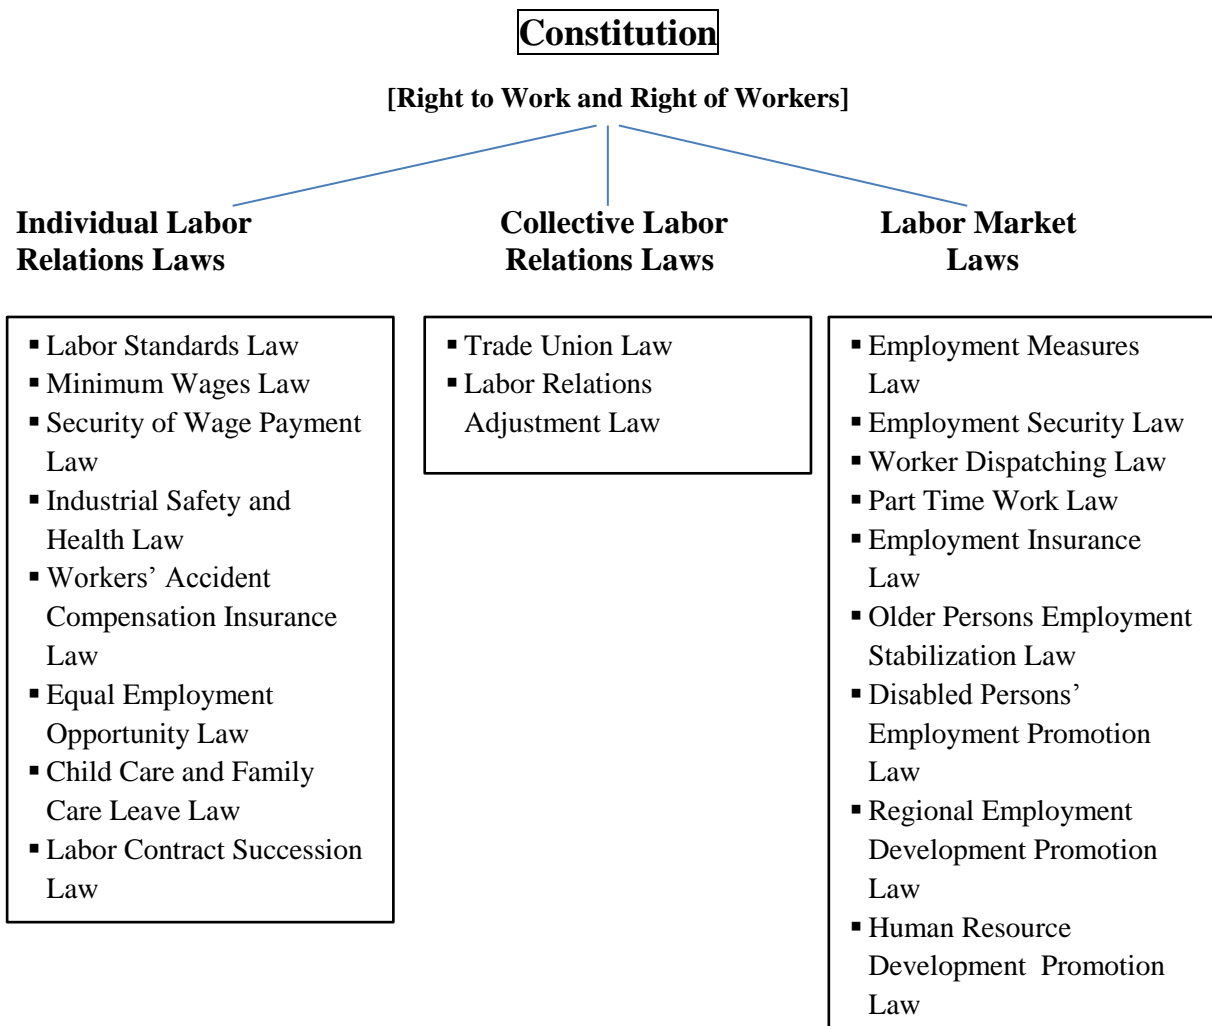 Constitution
[Right to Work and Right of Workers]
Individual Labor
Relations Laws
▪ Labor Standards Law
▪ Minimum Wages Law
▪ Security of Wage Payment
Law
▪ Industrial Safety and
Health Law
▪ Workers’ Accident
Compensation Insurance
Law
▪ Equal Employment
Opportunity Law
▪ Child Care and Family
Care Leave Law
▪ Labor Contract Succession
Law
Collective Labor
Relations Laws
▪ Trade Union Law
▪ Labor Relations
Adjustment Law
Labor Market
Laws
▪ Employment Measures
Law
▪ Employment Security Law
▪ Worker Dispatching Law
▪ Part Time Work Law
▪ Employment Insurance
Law
▪ Older Persons Employment
Stabilization Law
▪ Disabled Persons’
Employment Promotion
Law
▪ Regional Employment
Development Promotion
Law
▪ Human Resource
Development Promotion
Law